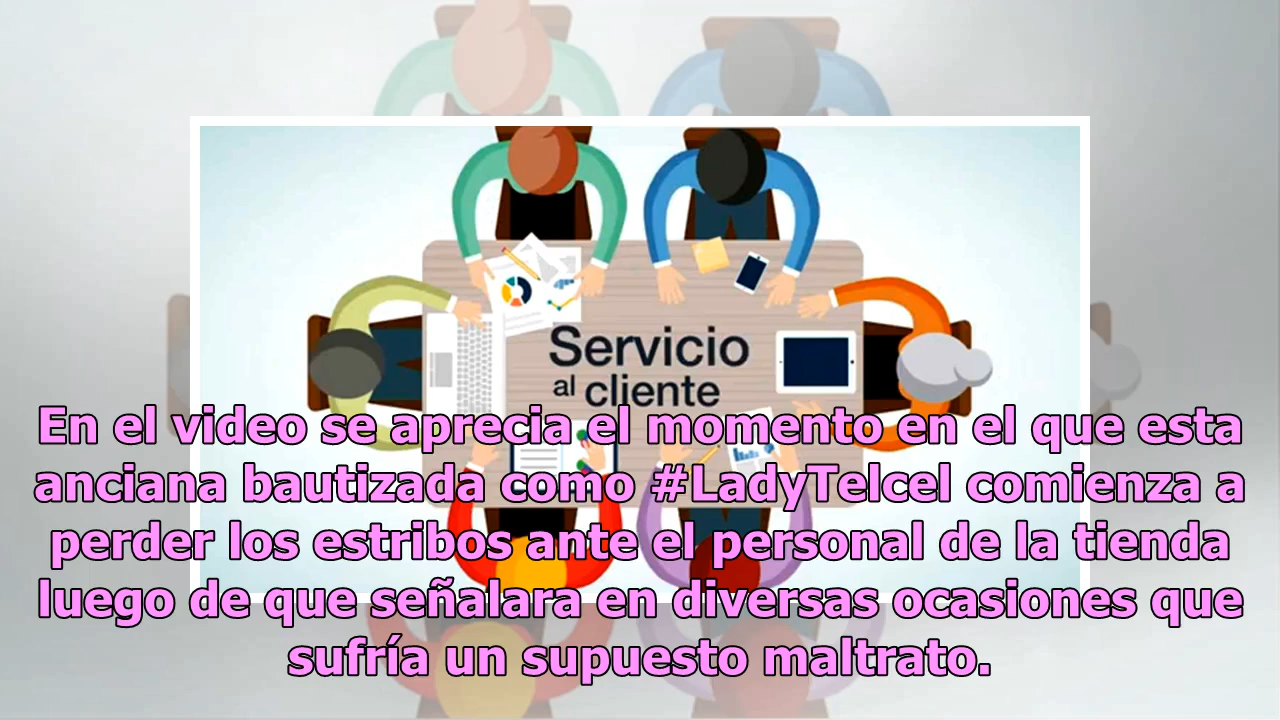 Servicio
al cliente
En el video se aprecia el momento en el que esta
anciana bautizada como #LadyTelcel comienza a
perder los estribos ante el personal de la tienda
luego de que señalara en diversas ocasiones que
sufría un supuesto maltrato.